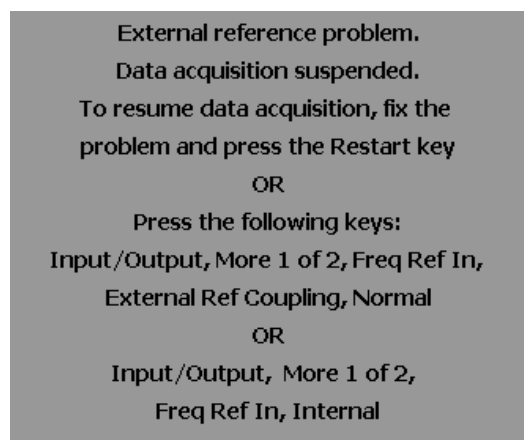 External reference problem.
Data acquisition suspended.
To resume data acquisition, fix the
problem and press the Restart key
OR
Press the following keys:
Input/Output, More 1 of 2, Freq Ref In,
External Ref Coupling, Normal
OR
Input/Output, More 1 of 2,
Freq Ref In, Internal